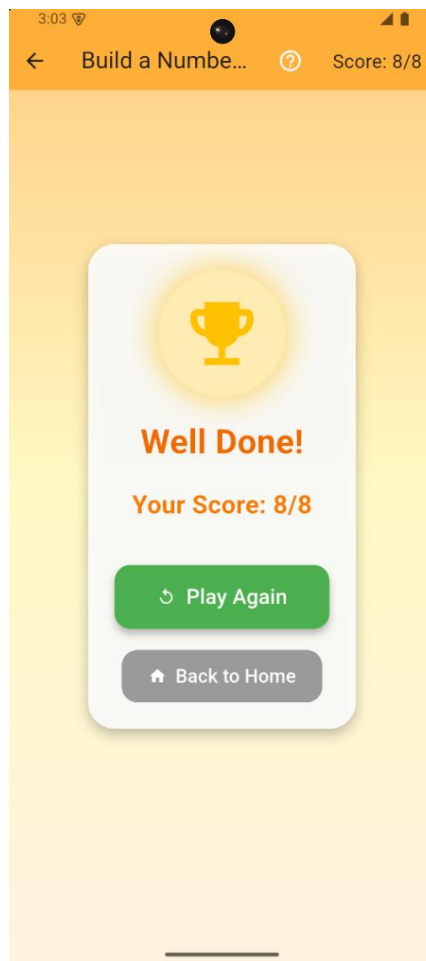 3:03
Build a Numbe... Score: 8/8
Well Done!
Your Score: 8/8
Play Again
Back to Home